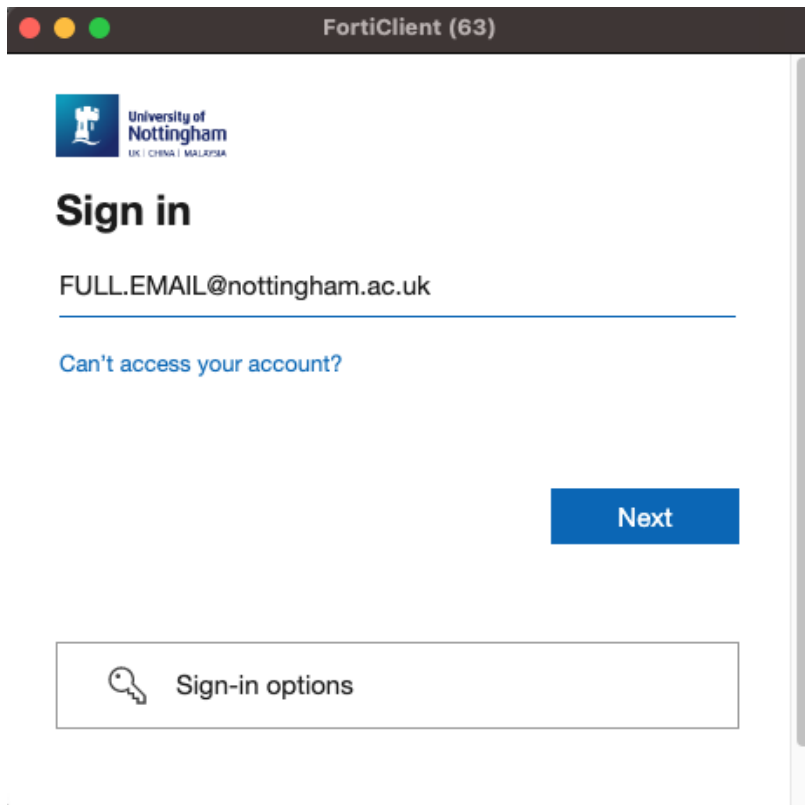 FortiClient (63)
University of
Nottingham
UK | CHINA | MALAYSIA
Sign in
FULL.EMAIL@nottingham.ac.uk
Can't access your account?
Next
Sign-in options